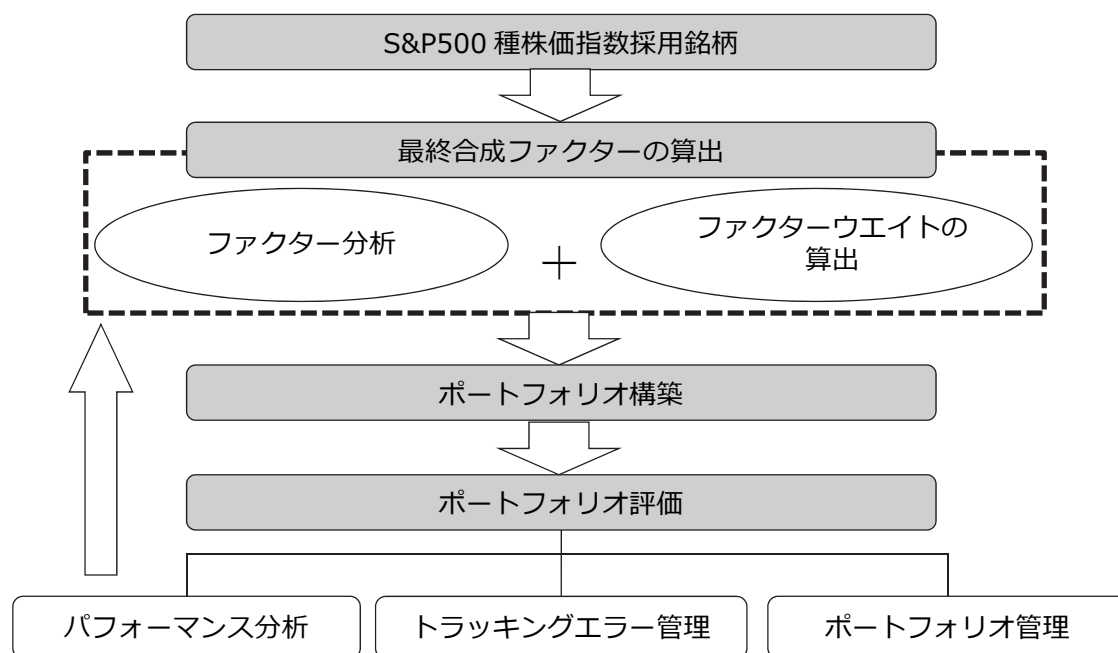 S&P500 種株価指数採用銘柄
最終合成ファクターの算出
ファクター分析
＋
ファクターウエイトの
算出
ポートフォリオ構築
ポートフォリオ評価
パフォーマンス分析
トラッキングエラー管理
ポートフォリオ管理